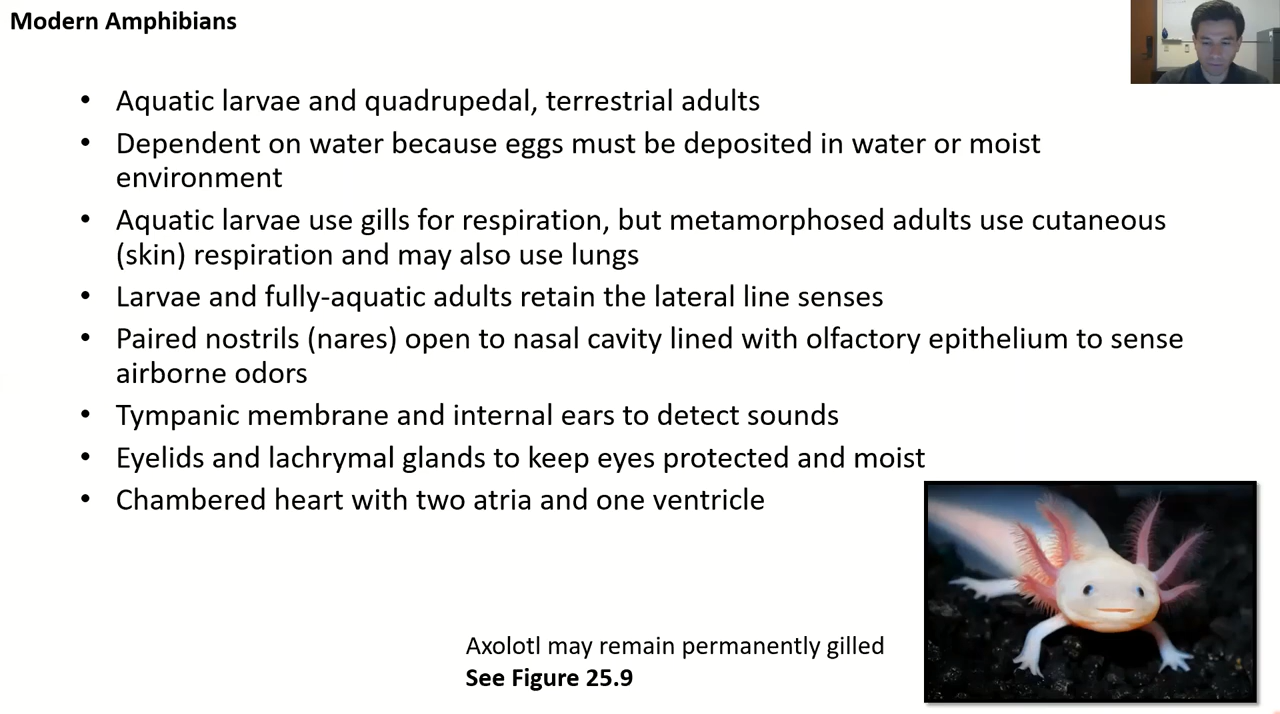 Modern Amphibians
• Aquatic larvae and quadrupedal, terrestrial adults
• Dependent on water because eggs must be deposited in water or moist
environment
• Aquatic larvae use gills for respiration, but metamorphosed adults use cutaneous
(skin) respiration and may also use lungs
• Larvae and fully-aquatic adults retain the lateral line senses
• Paired nostrils (nares) open to nasal cavity lined with olfactory epithelium to sense
airborne odors
• Tympanic membrane and internal ears to detect sounds
• Eyelids and lachrymal glands to keep eyes protected and moist
• Chambered heart with two atria and one ventricle
Axolotl may remain permanently gilled
See Figure 25.9